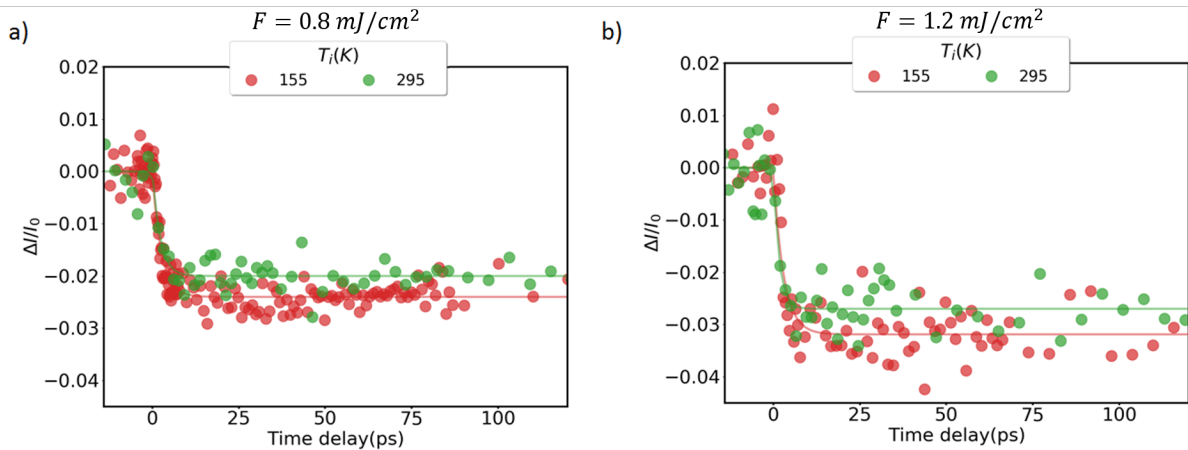 a)
F = 0.8 mJ/cm²
T_i(K)
155 295
0.02
0.01
0.00
−0.01
−0.02
−0.03
−0.04
ΔI/I₀
0 25 50 75 100
Time delay(ps)
b)
F = 1.2 mJ/cm²
T_i(K)
155 295
0.02
0.01
0.00
−0.01
−0.02
−0.03
−0.04
ΔI/I₀
0 25 50 75 100
Time delay(ps)